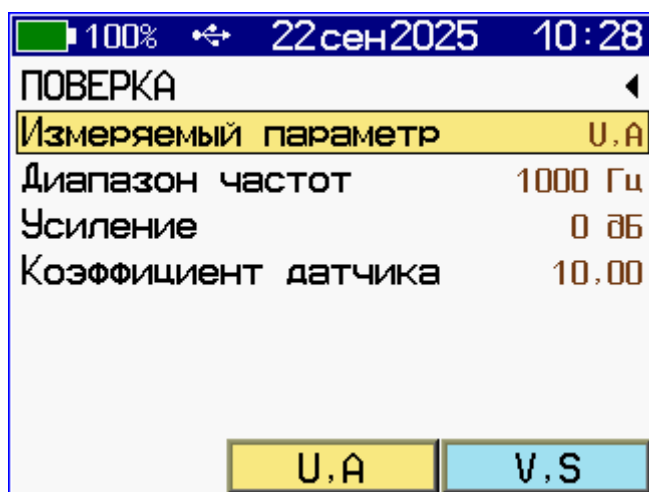 100% 22сен2025 10:28
ПОВЕРКА
Измеряемый параметр U,A
Диапазон частот 1000 Гц
Усиление 0 дБ
Коэффициент датчика 10,00
U,A V,S